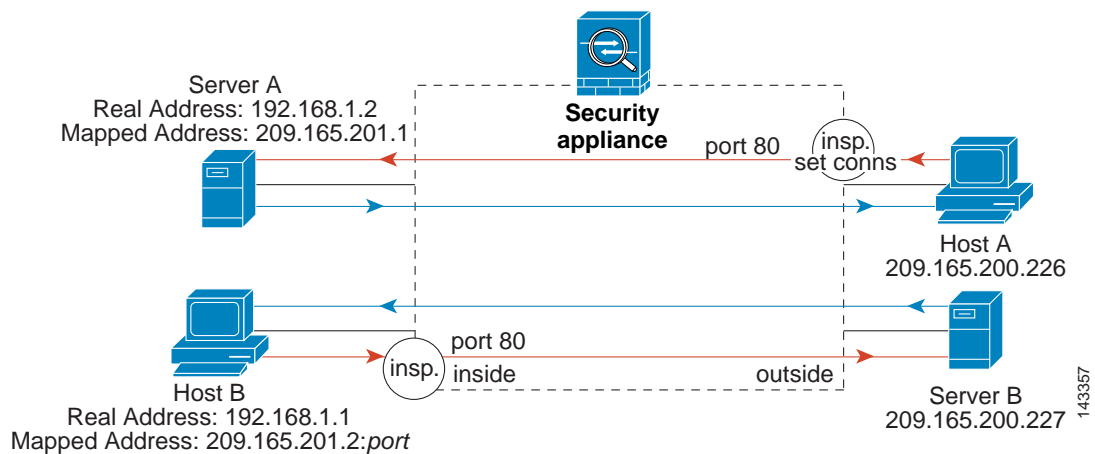 Server A
Real Address: 192.168.1.2
Mapped Address: 209.165.201.1
Security
appliance
port 80
insp.
set conns
Host A
209.165.200.226
port 80
insp.
inside
outside
Host B
Real Address: 192.168.1.1
Mapped Address: 209.165.201.2:port
Server B
209.165.200.227
143357